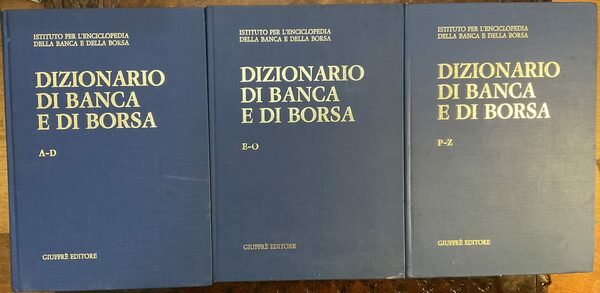 ISTITUTO PER L'ENCICLOPEDIA
DELLA BANCA E DELLA BORSA
DIZIONARIO
DI BANCA
E DI BORSA
A-D
GIUFFRÈ EDITORE
ISTITUTO PER L'ENCICLOPEDIA
DELLA BANCA E DELLA BORSA
DIZIONARIO
DI BANCA
E DI BORSA
E-O
GIUFFRÈ EDITORE
ISTITUTO PER L'ENCICLOPEDIA
DELLA BANCA E DELLA BORSA
DIZIONARIO
DI BANCA
E DI BORSA
P-Z
GIUFFRÈ EDITORE